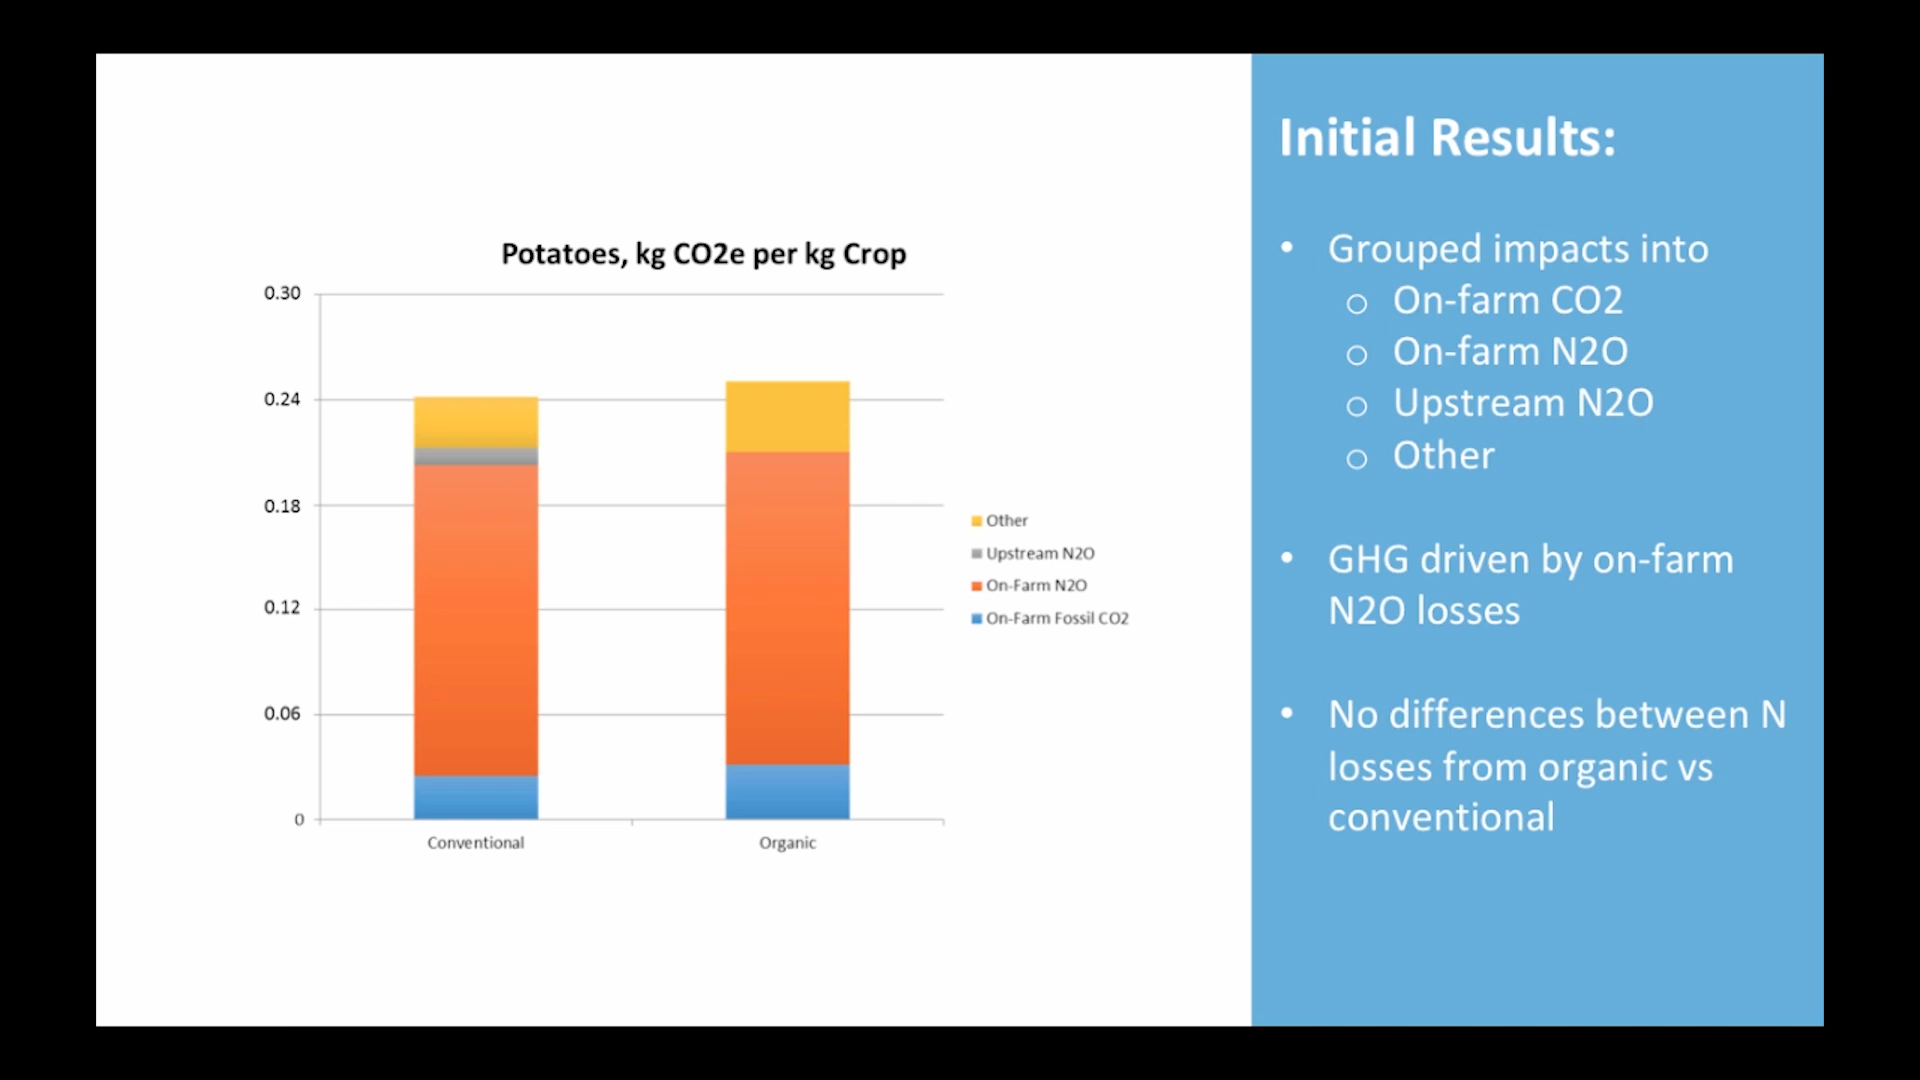 Potatoes, kg CO2e per kg Crop
0.30
0.24
0.18
0.12
0.06
0
Conventional
Organic
Other
Upstream N2O
On-Farm N2O
On-Farm Fossil CO2
Initial Results:
• Grouped impacts into
o On-farm CO2
o On-farm N2O
o Upstream N2O
o Other
• GHG driven by on-farm
N2O losses
• No differences between N
losses from organic vs
conventional